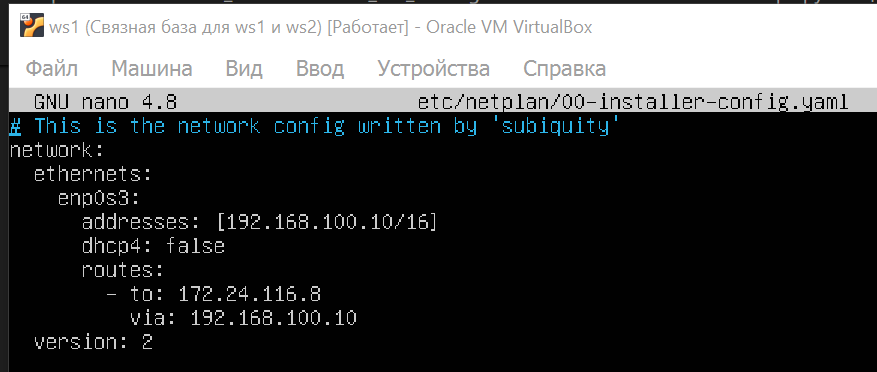 ws1 (Связная база для ws1 и ws2) [Работает] - Oracle VM VirtualBox
Файл Машина Вид Ввод Устройства Справка
GNU nano 4.8 etc/netplan/00-installer-config.yaml
# This is the network config written by 'subiquity'
network:
  ethernets:
    enp0s3:
      addresses: [192.168.100.10/16]
      dhcp4: false
      routes:
        - to: 172.24.116.8
          via: 192.168.100.10
  version: 2